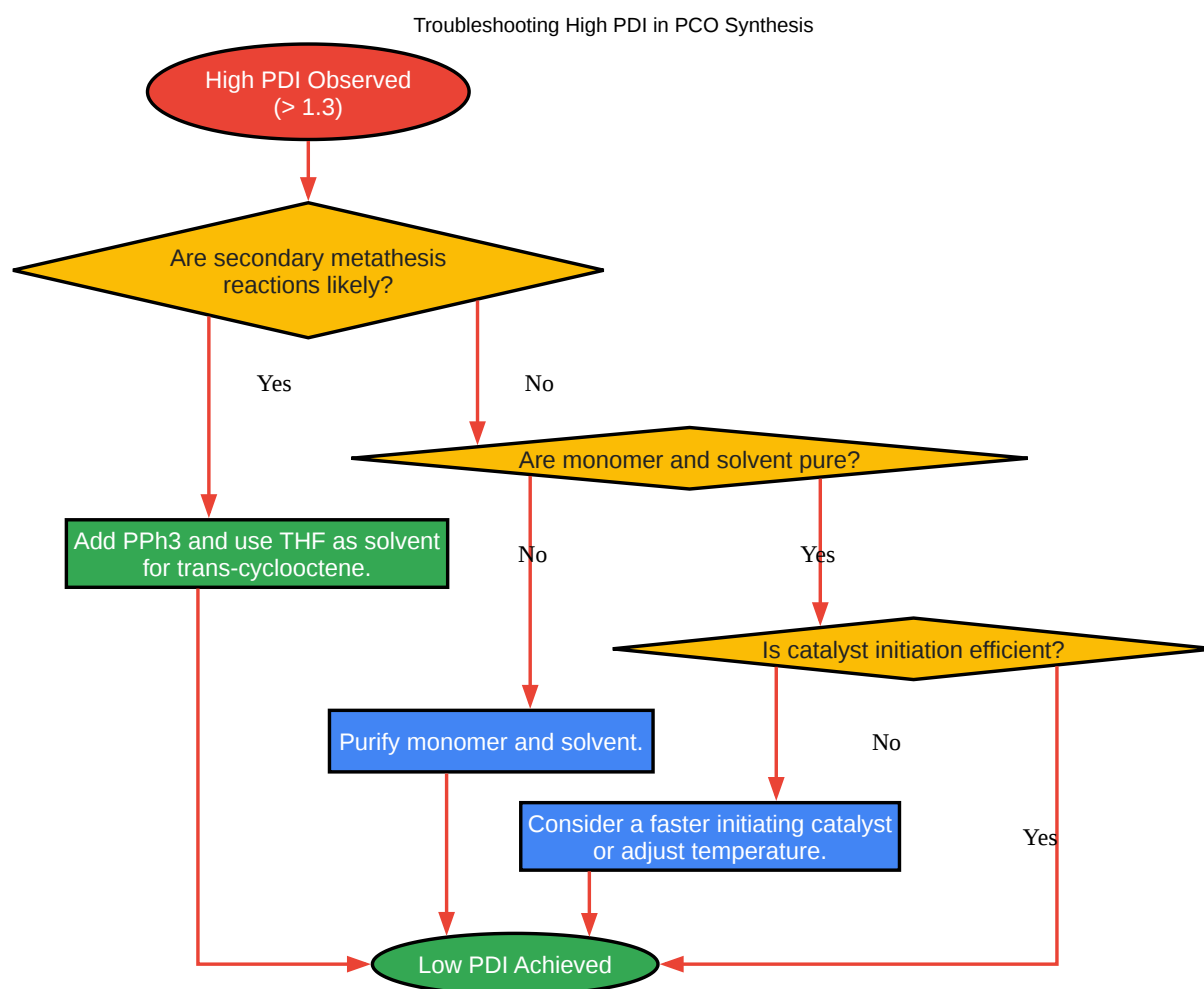 Troubleshooting High PDI in PCO Synthesis
High PDI Observed
(> 1.3)
Are secondary metathesis
reactions likely?
Yes
No
Are monomer and solvent pure?
Add PPh3 and use THF as solvent
for trans-cyclooctene.
No
Yes
Is catalyst initiation efficient?
Purify monomer and solvent.
No
Consider a faster initiating catalyst
or adjust temperature.
Yes
Low PDI Achieved